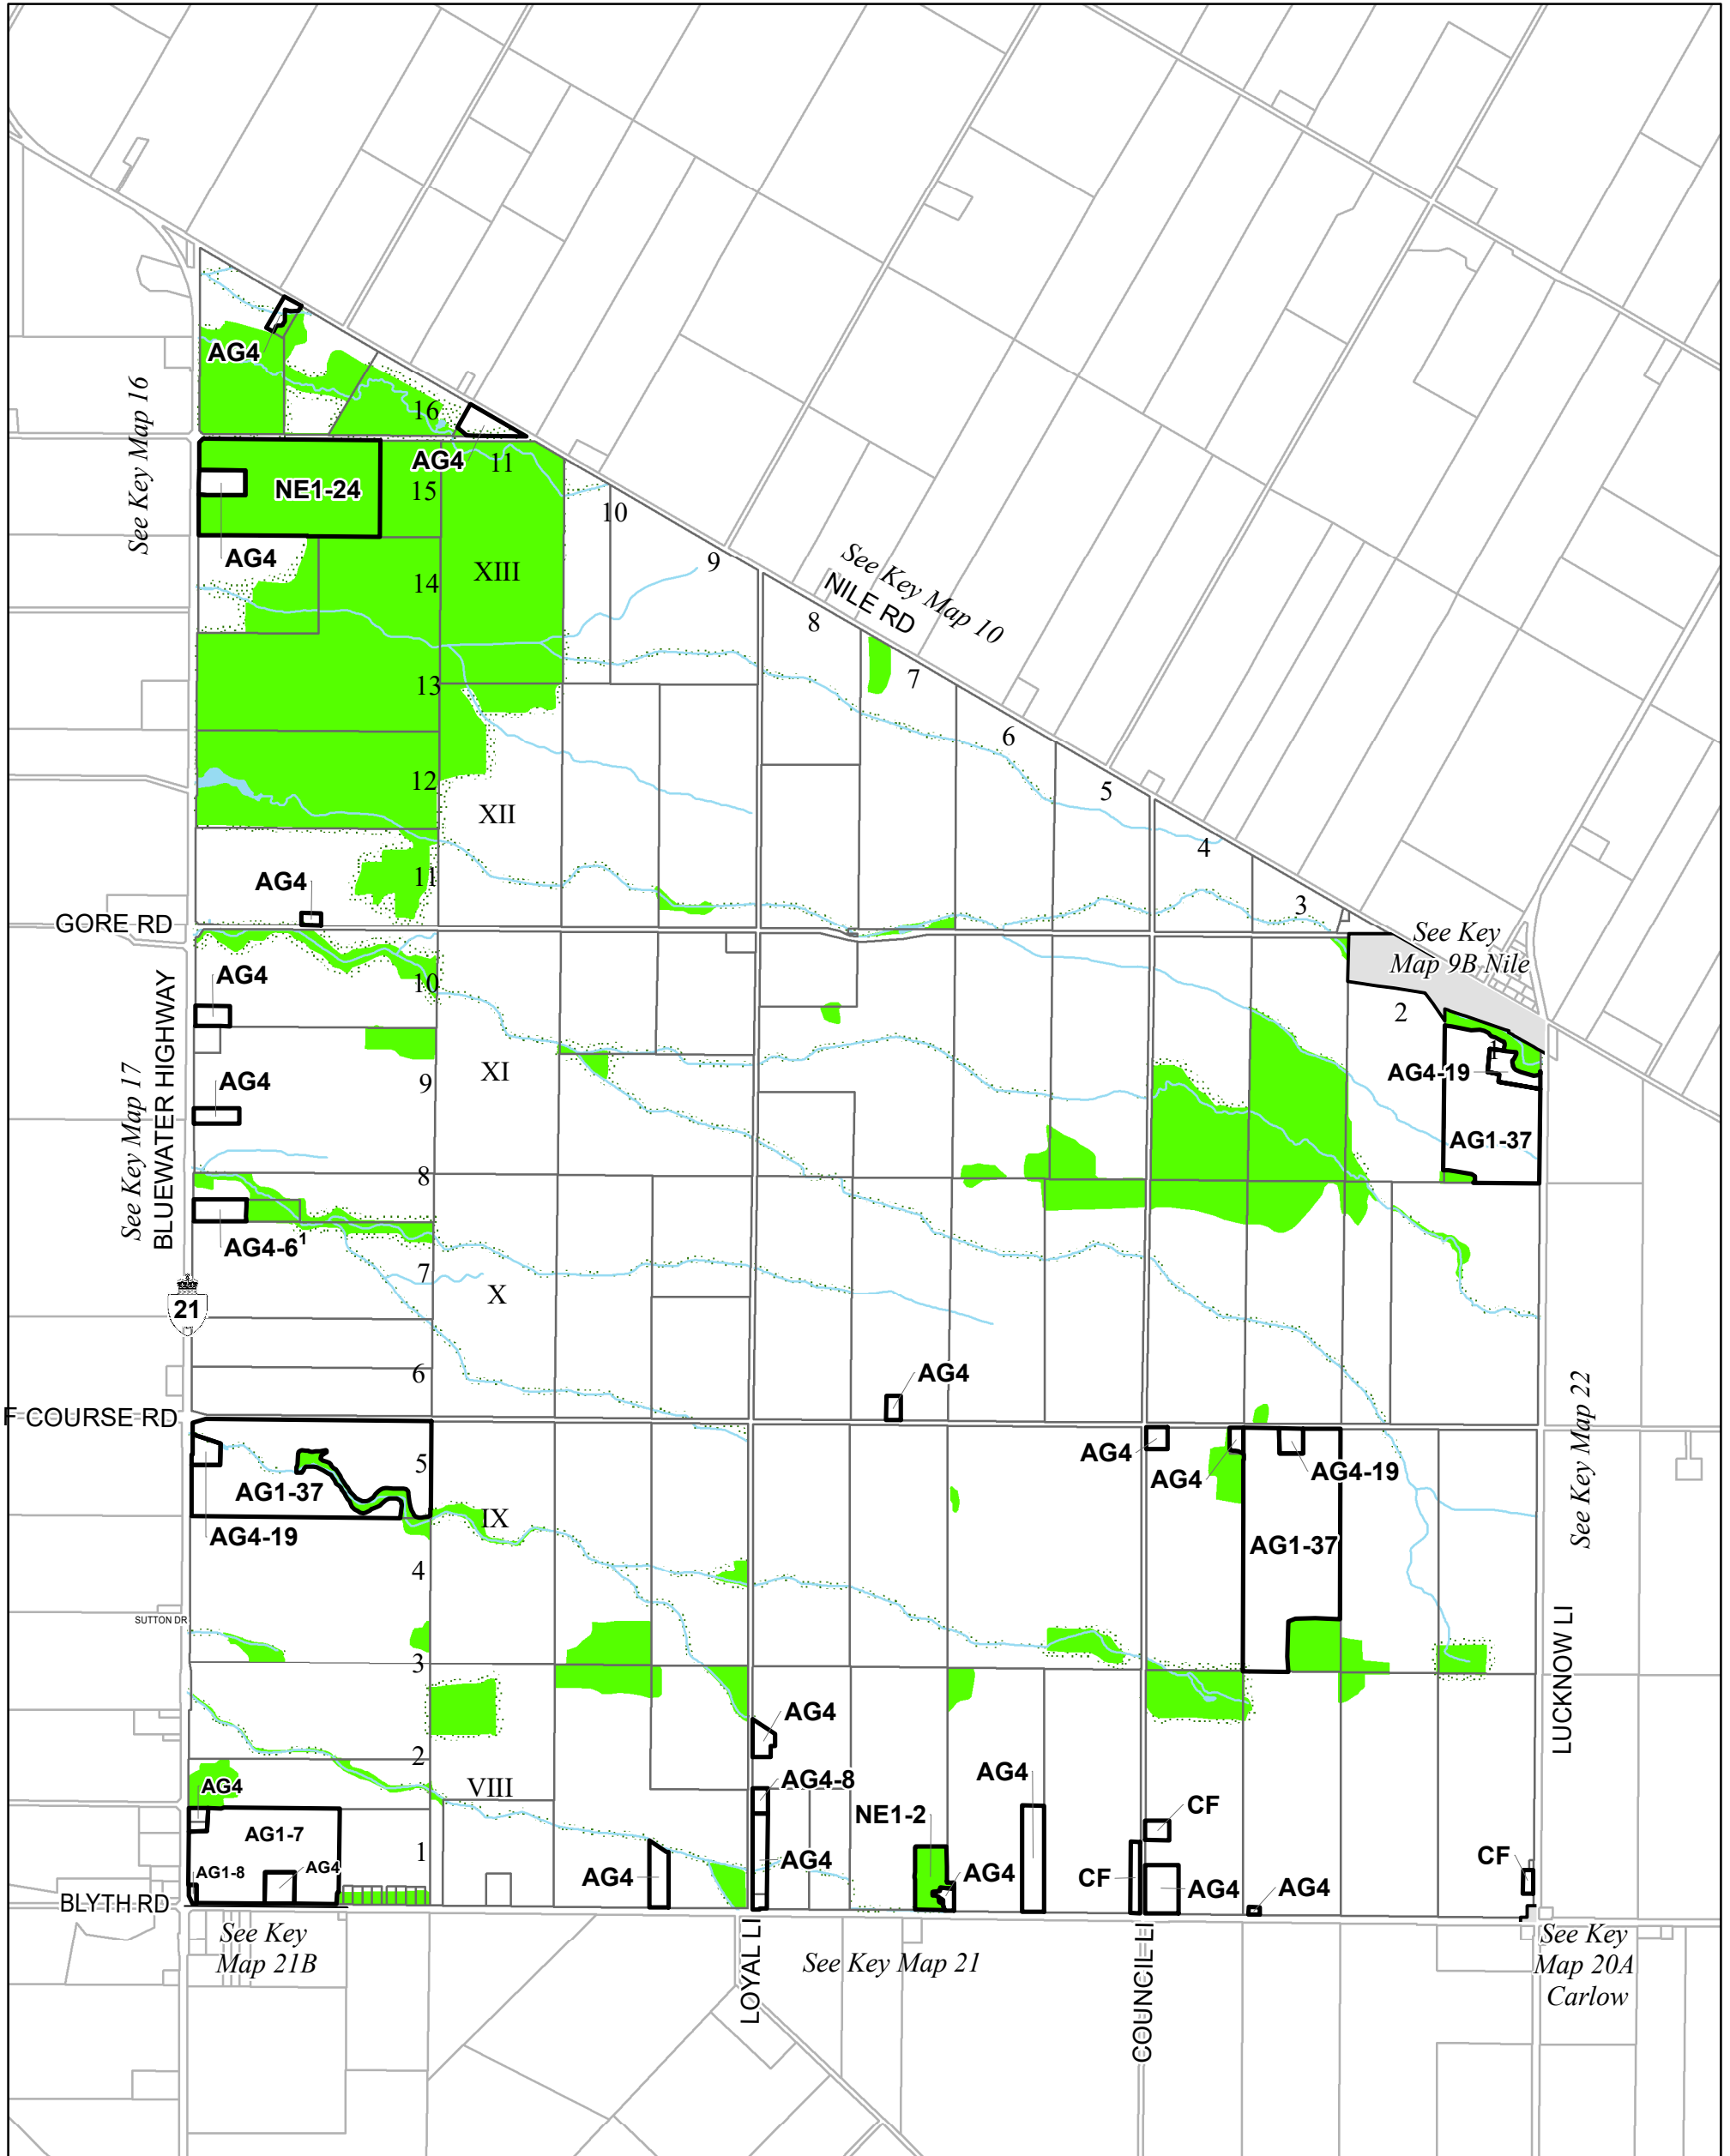 AG4
See Key Map 16
16
AG4
11
NE1-24
15
10
AG4
9
See Key Map 10
NILE RD
XIII
14
8
7
13
6
12
5
XII
4
AG4
11
3
GORE RD
See Key
Map 9B Nile
AG4
10
2
1
XI
AG4-19
AG4
9
See Key Map 17
BLUEWATER HIGHWAY
AG1-37
8
AG4-6¹
7
X
21
6
AG4
F COURSE RD
See Key Map 22
AG4
AG4
AG4-19
5
AG1-37
IX
AG4-19
AG1-37
4
SUTTON DR
3
LUCKNOW LI
AG4
2
AG4
VIII
AG4-8
AG4
NE1-2
CF
AG1-7
1
AG4
AG1-8
AG4
AG4
AG4
CF
AG4
AG4
CF
BLYTH RD
See Key
Map 21B
LOYAL LI
See Key Map 21
COUNCIL LI
See Key
Map 20A
Carlow